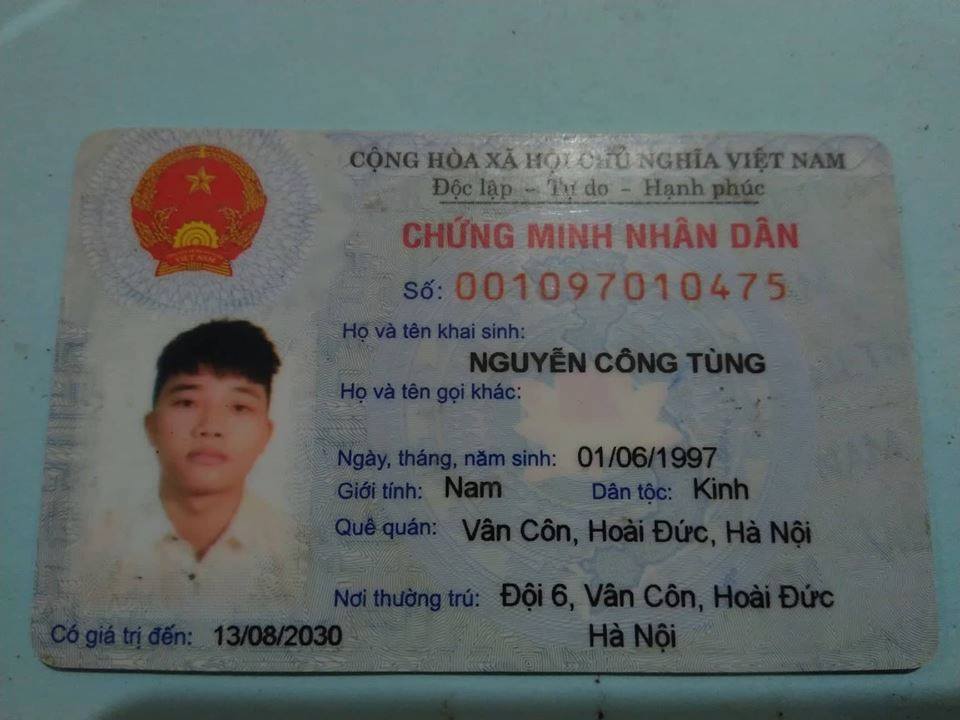 CỘNG HÒA XÃ HỘI CHỦ NGHĨA VIỆT NAM
Độc lập - Tự do - Hạnh phúc
CHỨNG MINH NHÂN DÂN
Số: 001097010475
Họ và tên khai sinh:
NGUYỄN CÔNG TÙNG
Họ và tên gọi khác:
Ngày, tháng, năm sinh: 01/06/1997
Giới tính: Nam Dân tộc: Kinh
Quê quán: Vân Côn, Hoài Đức, Hà Nội
Nơi thường trú: Đội 6, Vân Côn, Hoài Đức
Hà Nội
Có giá trị đến: 13/08/2030